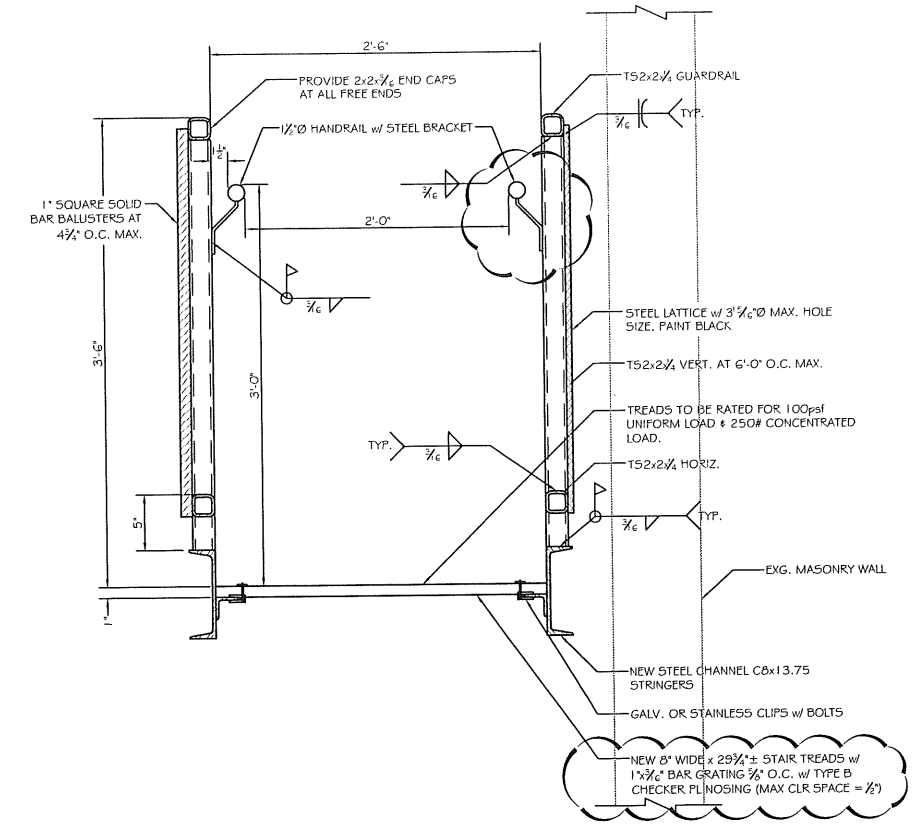 2'-6"
PROVIDE 2x2x3/16 END CAPS
AT ALL FREE ENDS
TS2x2x1/4 GUARDRAIL
3/16
TYP.
1 1/2"Ø HANDRAIL w/ STEEL BRACKET
1 1/2"
3/16
1" SQUARE SOLID
BAR BALUSTERS AT
4 3/4" O.C. MAX.
2'-0"
3/16
3'-6"
3'-0"
STEEL LATTICE w/ 3 15/16"Ø MAX. HOLE
SIZE. PAINT BLACK
TS2x2x1/4 VERT. AT 6'-0" O.C. MAX.
TREADS TO BE RATED FOR 100psf
UNIFORM LOAD & 250# CONCENTRATED
LOAD.
TYP.
3/16
TS2x2x1/4 HORIZ.
5"
3/16
TYP.
EXG. MASONRY WALL
1"
NEW STEEL CHANNEL C8x13.75
STRINGERS
GALV. OR STAINLESS CLIPS w/ BOLTS
NEW 8" WIDE x 29 3/4"± STAIR TREADS w/
1"x3/16" BAR GRATING 5/8" O.C. w/ TYPE B
CHECKER PL NOSING (MAX CLR SPACE = 1/2")